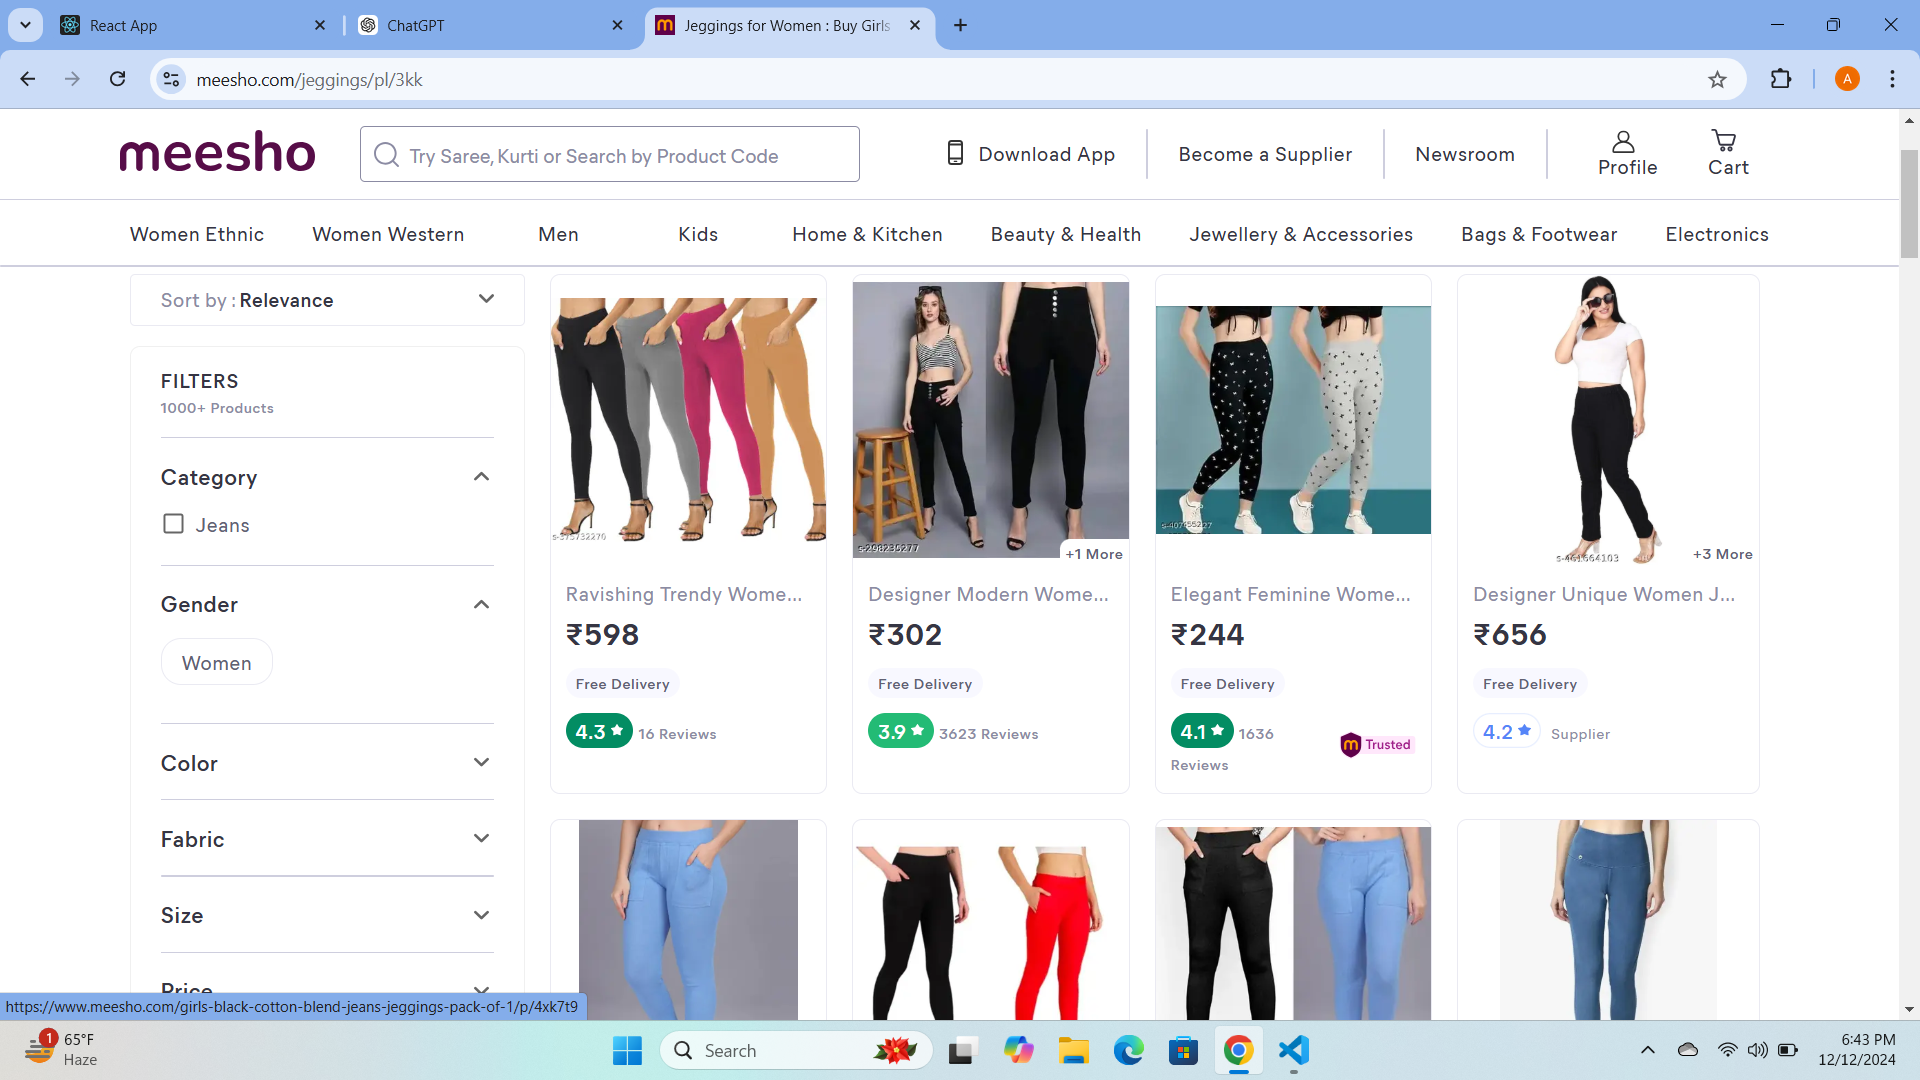 React App
ChatGPT
Jeggings for Women : Buy Girls
meesho.com/jeggings/pl/3kk
A
meesho
Try Saree, Kurti or Search by Product Code
Download App
Become a Supplier
Newsroom
Profile
Cart
Women Ethnic
Women Western
Men
Kids
Home & Kitchen
Beauty & Health
Jewellery & Accessories
Bags & Footwear
Electronics
Sort by : Relevance
FILTERS
1000+ Products
Category
Jeans
Gender
Women
Color
Fabric
Size
Price
s-373732270
Ravishing Trendy Wome...
₹598
Free Delivery
4.3
16 Reviews
s-298235277
+1 More
Designer Modern Wome...
₹302
Free Delivery
3.9
3623 Reviews
Elegant Feminine Wome...
₹244
Free Delivery
4.1
1636
Reviews
m Trusted
s-461664103
+3 More
Designer Unique Women J...
₹656
Free Delivery
4.2
Supplier
https://www.meesho.com/girls-black-cotton-blend-jeans-jeggings-pack-of-1/p/4xk7t9
1
65°F
Haze
Search
6:43 PM
12/12/2024